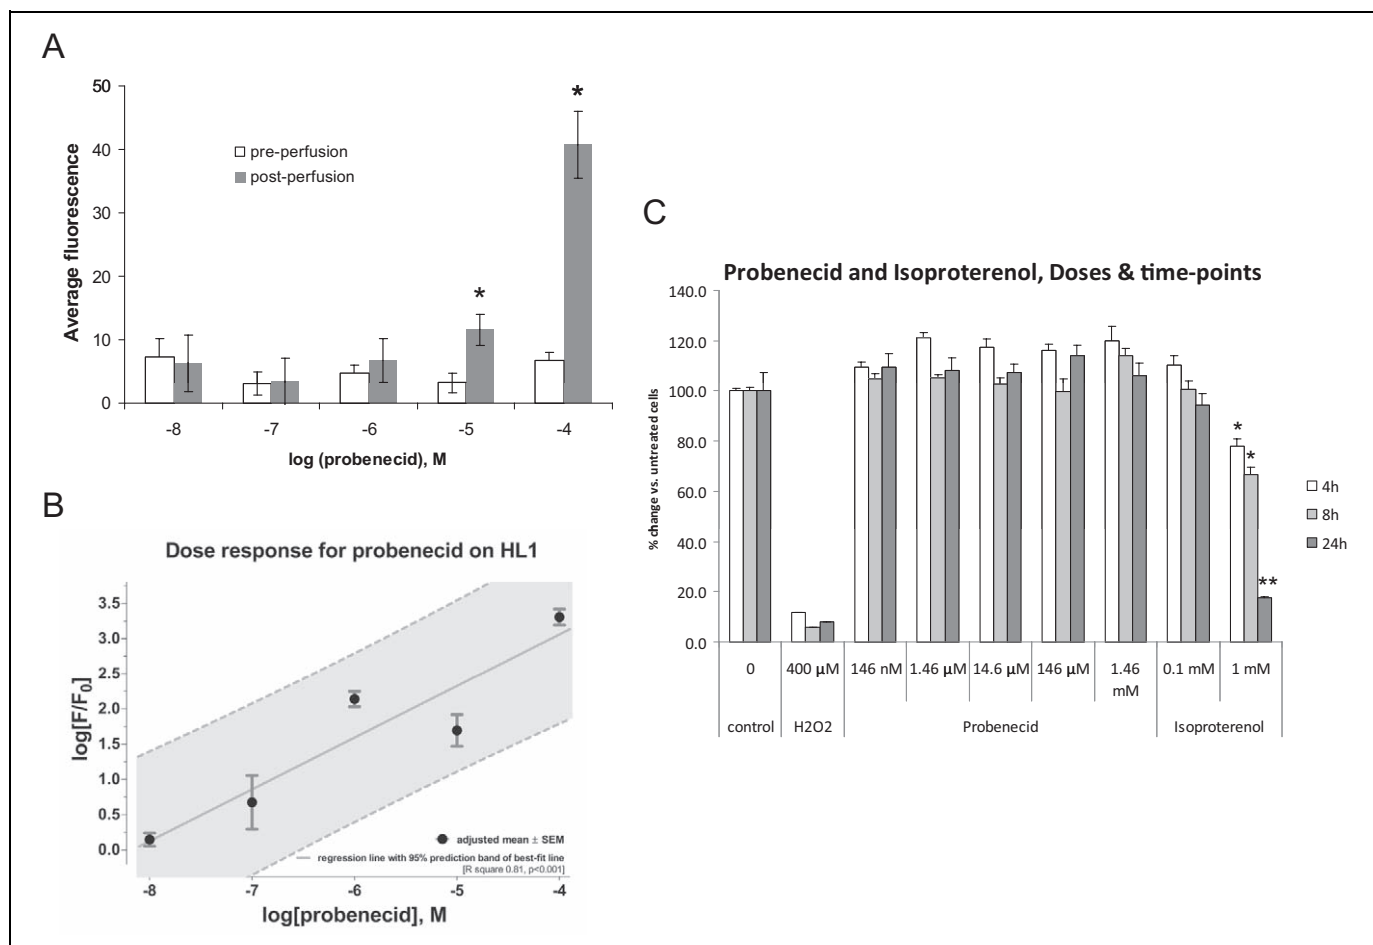 A
50
40
30
20
10
0
Average fluorescence
pre-perfusion
post-perfusion
*
*
-8 -7 -6 -5 -4
log (probenecid), M
B
Dose response for probenecid on HL1
3.5
3.0
2.5
2.0
1.5
1.0
0.5
0.0
log[F/F0]
adjusted mean ± SEM
regression line with 95% prediction band of best-fit line
[R square 0.81, p<0.001]
-8 -7 -6 -5 -4
log[probenecid], M
C
Probenecid and Isoproterenol, Doses & time-points
140.0
120.0
100.0
80.0
60.0
40.0
20.0
0.0
% change vs. untreated cells
*
*
**
4h
8h
24h
0 400 µM 146 nM 1.46 µM 14.6 µM 146 µM 1.46 0.1 mM 1 mM
mM
control H2O2 Probenecid Isoproterenol